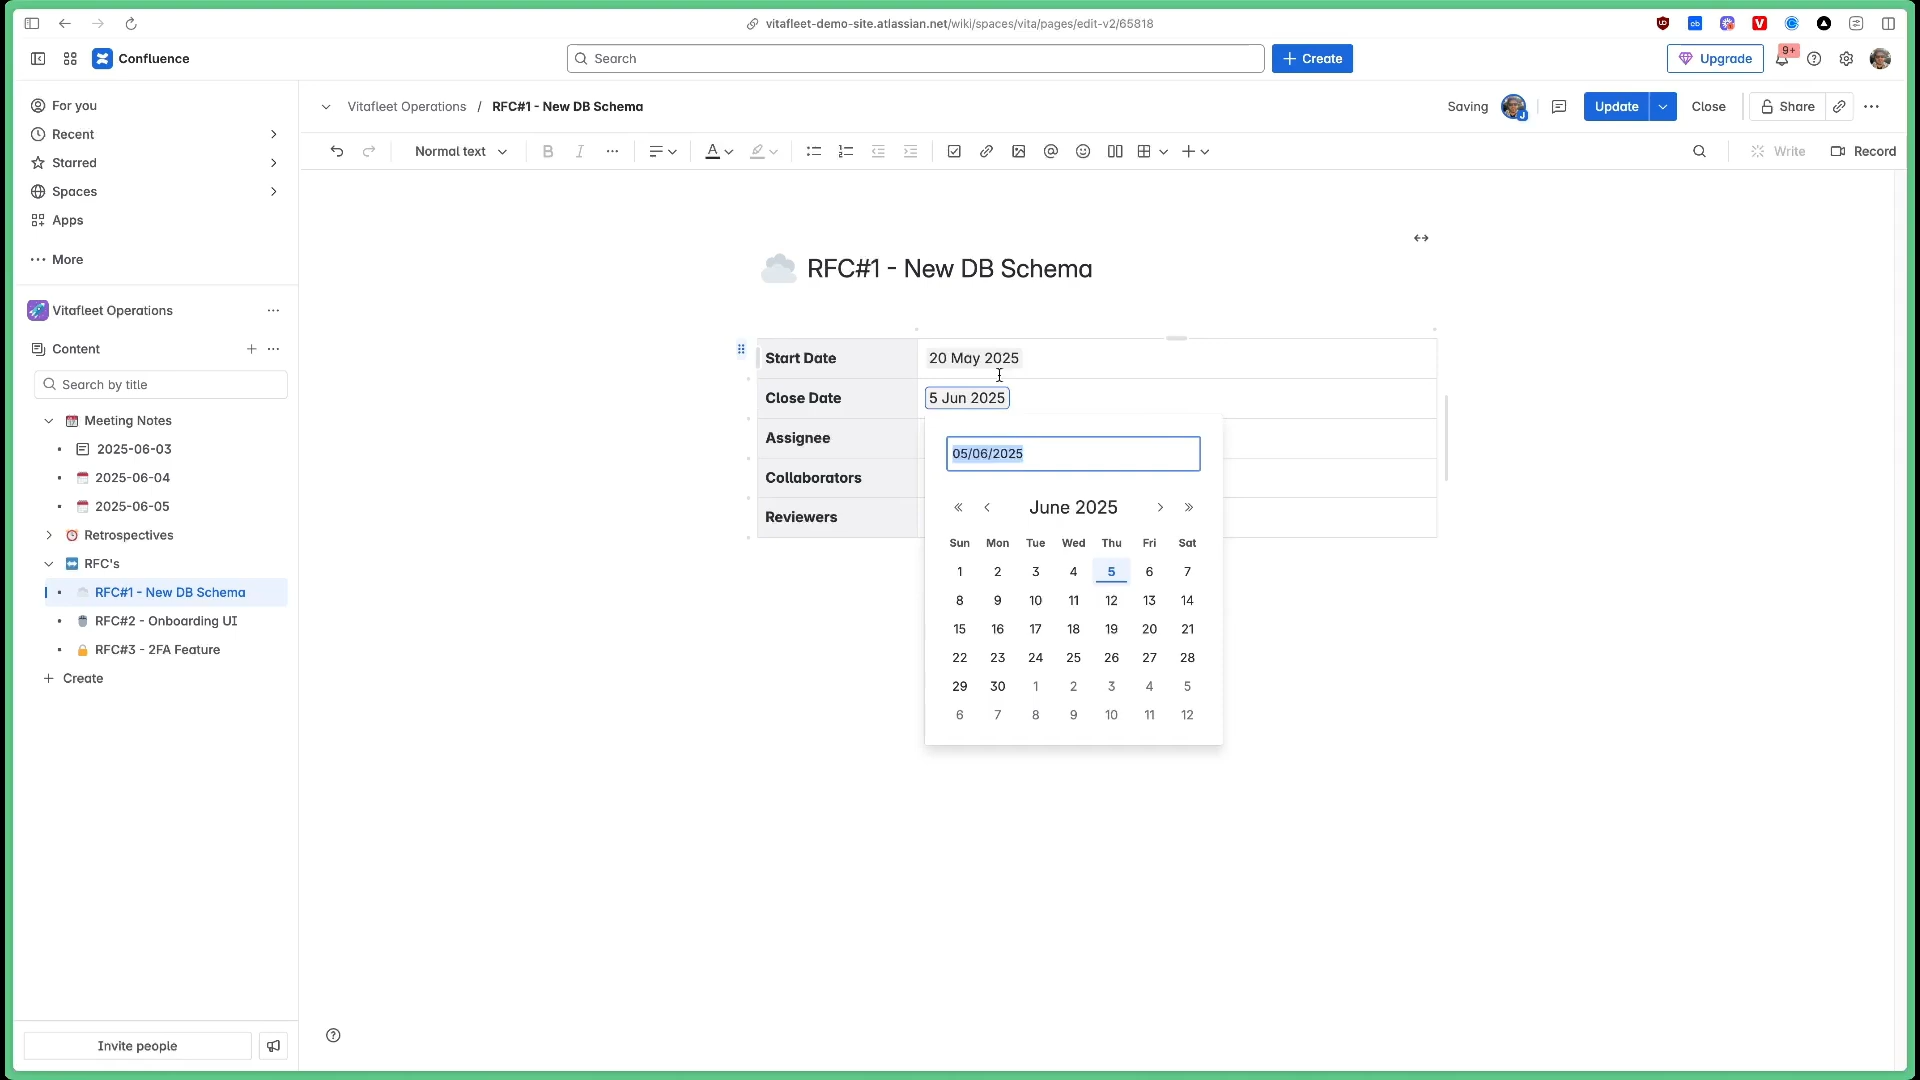 vitafleet-demo-site.atlassian.net/wiki/spaces/vita/pages/edit-v2/65818
Confluence
Search
Create
Upgrade
9+
For you
Recent
Starred
Spaces
Apps
More
Vitafleet Operations
Content
Search by title
Meeting Notes
2025-06-03
2025-06-04
2025-06-05
Retrospectives
RFC's
RFC#1 - New DB Schema
RFC#2 - Onboarding UI
RFC#3 - 2FA Feature
Create
Invite people
Vitafleet Operations / RFC#1 - New DB Schema
Saving
J
Update
Close
Share
Normal text
B
I
A
Write
Record
RFC#1 - New DB Schema
Start Date 20 May 2025
Close Date 5 Jun 2025
Assignee
Collaborators
Reviewers
05/06/2025
June 2025
Sun Mon Tue Wed Thu Fri Sat
1 2 3 4 5 6 7
8 9 10 11 12 13 14
15 16 17 18 19 20 21
22 23 24 25 26 27 28
29 30 1 2 3 4 5
6 7 8 9 10 11 12